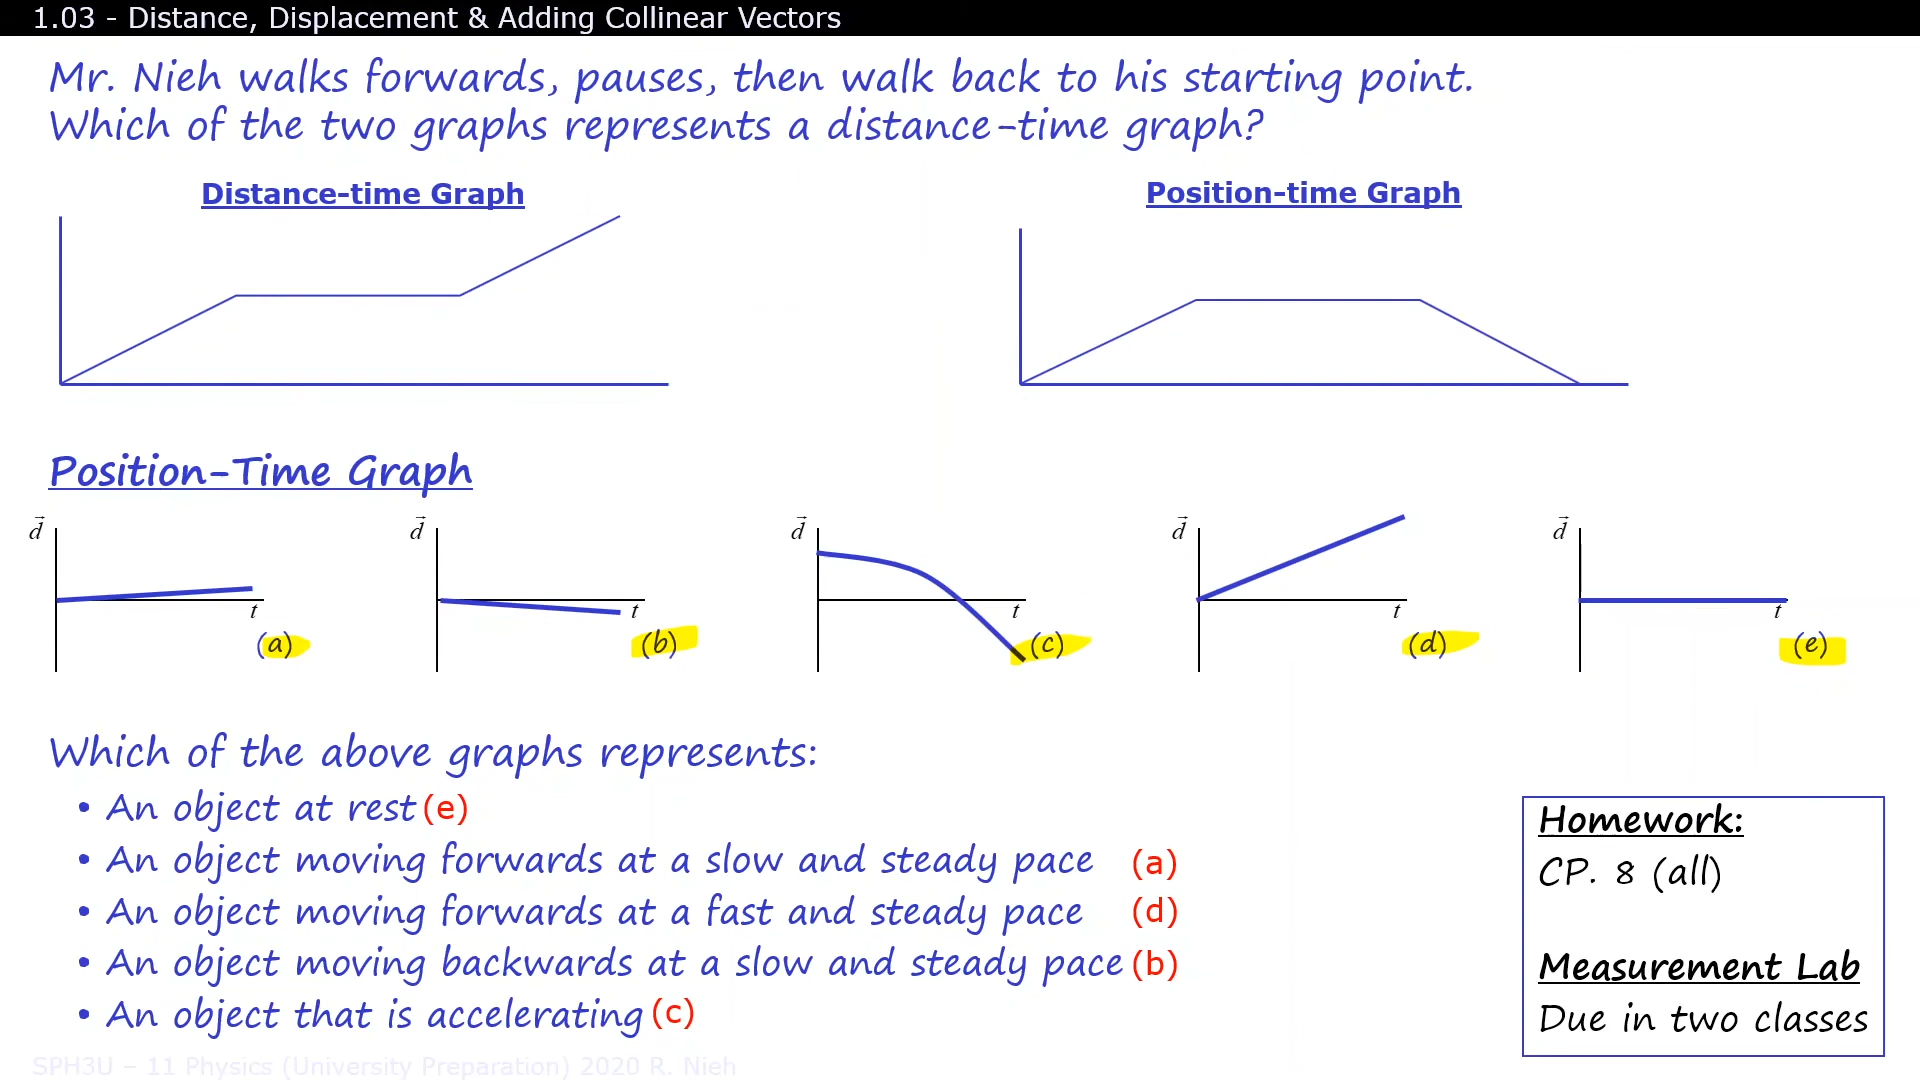 1.03 - Distance, Displacement & Adding Collinear Vectors
Mr. Nieh walks forwards, pauses, then walk back to his starting point.
Which of the two graphs represents a distance-time graph?
Distance-time Graph
Position-time Graph
Position-Time Graph
d⃗ t (a)
d⃗ t (b)
d⃗ t (c)
d⃗ t (d)
d⃗ t (e)
Which of the above graphs represents:
• An object at rest (e)
• An object moving forwards at a slow and steady pace (a)
• An object moving forwards at a fast and steady pace (d)
• An object moving backwards at a slow and steady pace (b)
• An object that is accelerating (c)
Homework:
CP. 8 (all)
Measurement Lab
Due in two classes
SPH3U – 11 Physics (University Preparation) 2020 R. Nieh